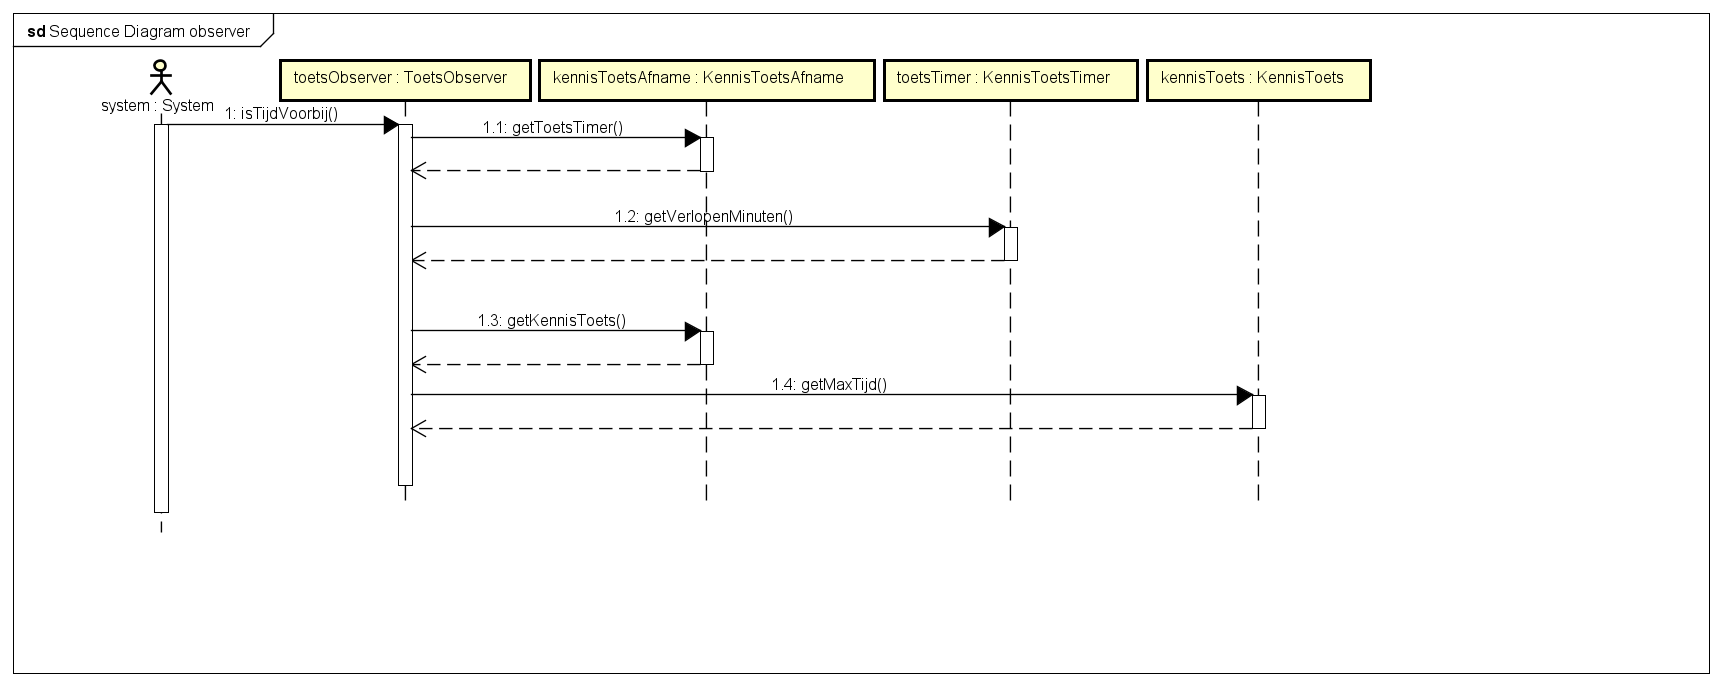 sd Sequence Diagram observer
system : System
toetsObserver : ToetsObserver
kennisToetsAfname : KennisToetsAfname
toetsTimer : KennisToetsTimer
kennisToets : KennisToets
1: isTijdVoorbij()
1.1: getToetsTimer()
1.2: getVerlopenMinuten()
1.3: getKennisToets()
1.4: getMaxTijd()